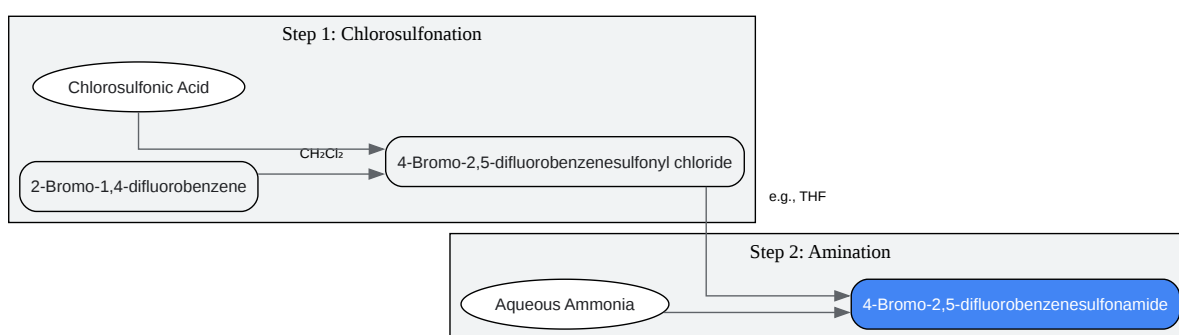 Step 1: Chlorosulfonation
Chlorosulfonic Acid
CH₂Cl₂
4-Bromo-2,5-difluorobenzenesulfonyl chloride
2-Bromo-1,4-difluorobenzene
e.g., THF
Step 2: Amination
Aqueous Ammonia
4-Bromo-2,5-difluorobenzenesulfonamide